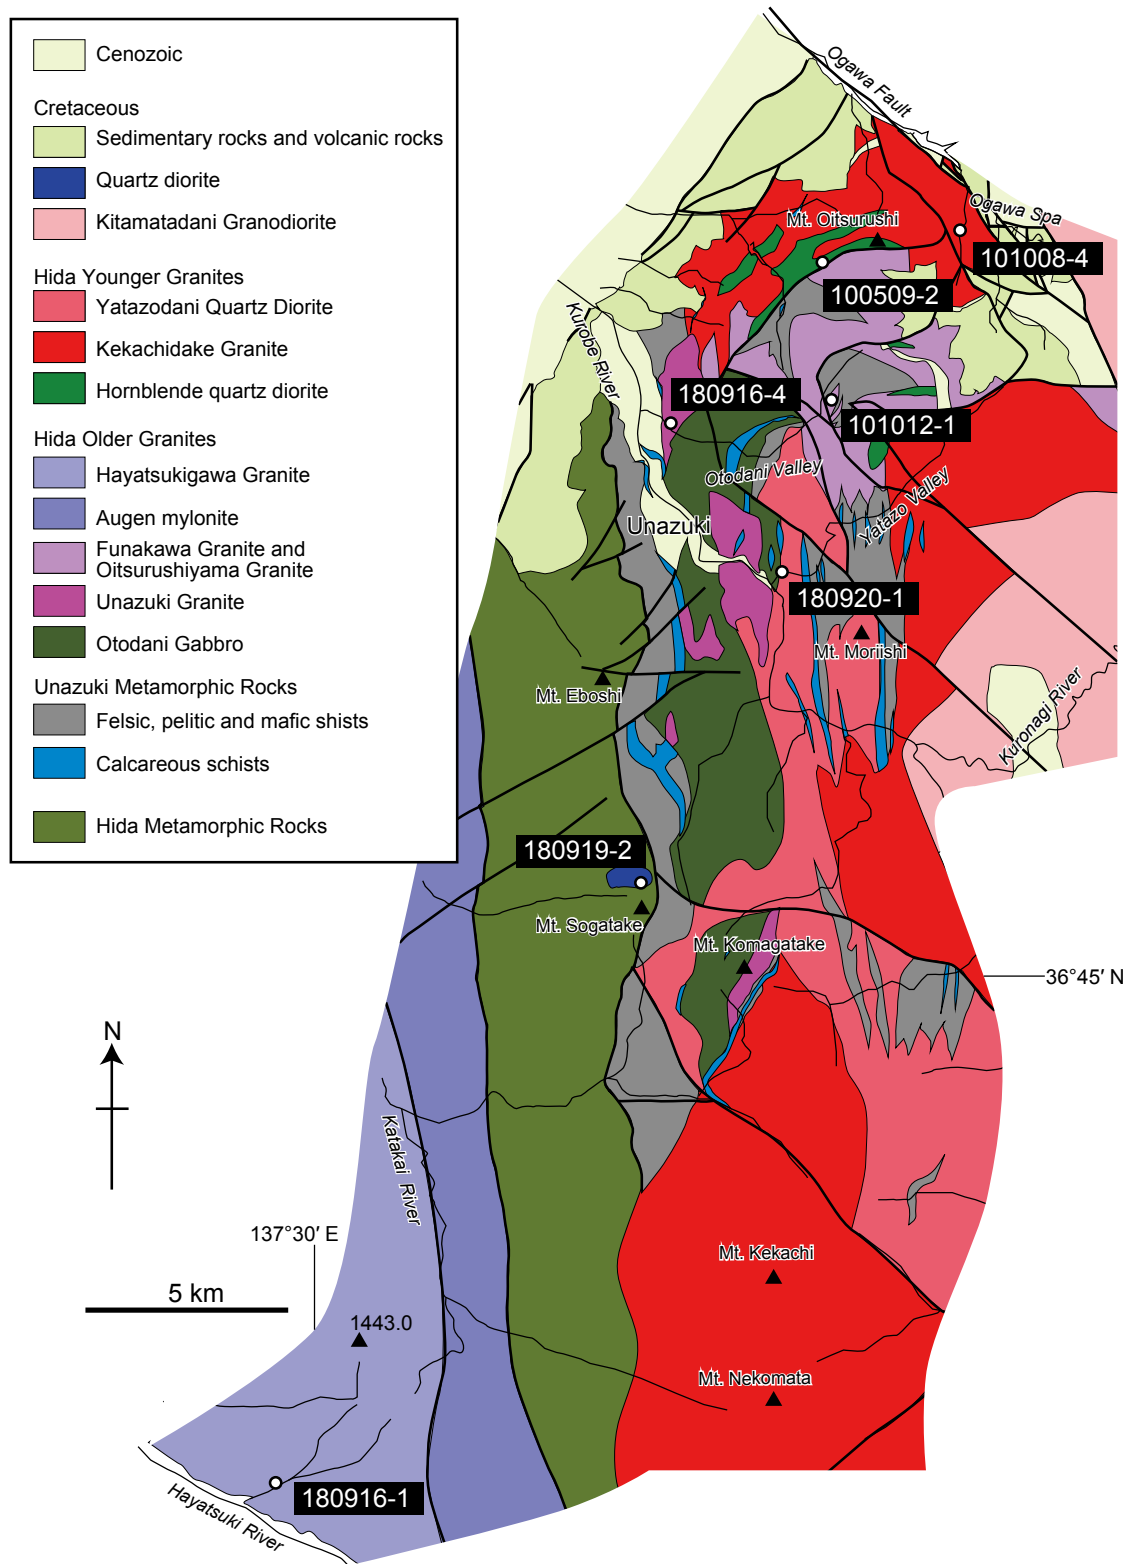 Cenozoic
Cretaceous
Sedimentary rocks and volcanic rocks
Quartz diorite
Kitamatadani Granodiorite
Hida Younger Granites
Yatazodani Quartz Diorite
Kekachidake Granite
Hornblende quartz diorite
Hida Older Granites
Hayatsukigawa Granite
Augen mylonite
Funakawa Granite and
Oitsurushiyama Granite
Unazuki Granite
Otodani Gabbro
Unazuki Metamorphic Rocks
Felsic, pelitic and mafic shists
Calcareous schists
Hida Metamorphic Rocks
Ogawa Fault
Ogawa Spa
Mt. Oitsurushi
101008-4
100509-2
Kurobe River
180916-4
101012-1
Otodani Valley
Yatazo Valley
Unazuki
180920-1
Mt. Moriishi
Mt. Eboshi
Kuronagi River
180919-2
Mt. Sogatake
Mt. Komagatake
36°45′ N
N
Katakai River
137°30′ E
Mt. Kekachi
5 km
1443.0
Mt. Nekomata
180916-1
Hayatsuki River